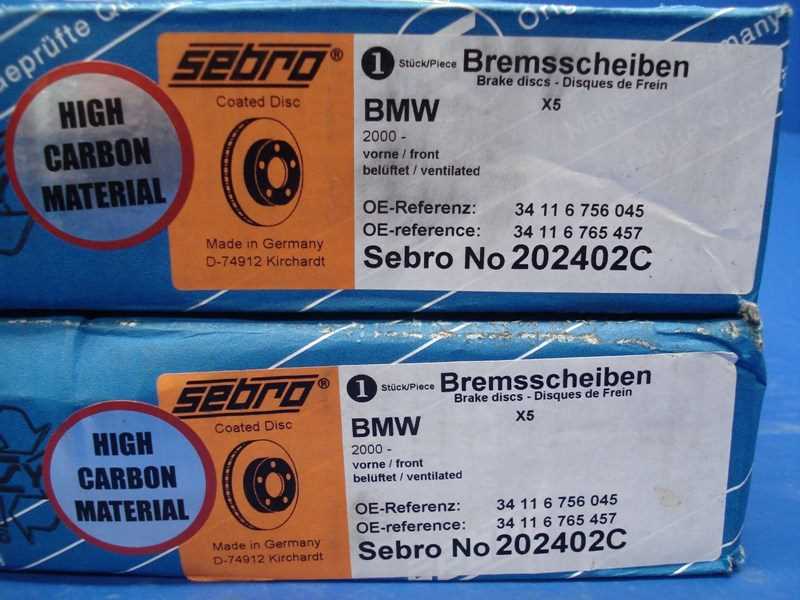 geprüfte Qu
Germany
HIGH
CARBON
MATERIAL
sebro®
Coated Disc
Made in Germany
D-74912 Kirchardt
1 Stück/Piece Bremsscheiben
Brake discs - Disques de Frein
BMW X5
2000 -
vorne / front
belüftet / ventilated
OE-Referenz: 34 11 6 756 045
OE-reference: 34 11 6 765 457
Sebro No 202402C
HIGH
CARBON
MATERIAL
sebro®
Coated Disc
Made in Germany
D-74912 Kirchardt
1 Stück/Piece Bremsscheiben
Brake discs - Disques de Frein
BMW X5
2000 -
vorne / front
belüftet / ventilated
OE-Referenz: 34 11 6 756 045
OE-reference: 34 11 6 765 457
Sebro No 202402C